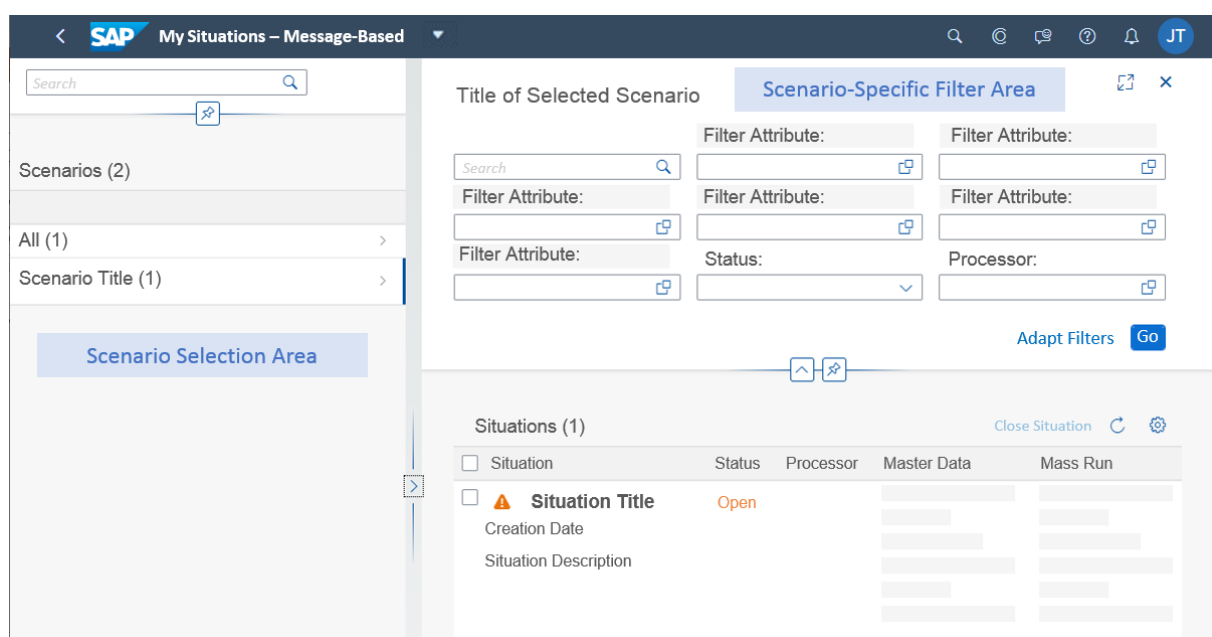 SAP My Situations – Message-Based
JT
Search
Scenarios (2)
All (1)
Scenario Title (1)
Scenario Selection Area
Title of Selected Scenario
Scenario-Specific Filter Area
Filter Attribute: Filter Attribute:
Search
Filter Attribute: Filter Attribute: Filter Attribute:
Filter Attribute: Status: Processor:
Adapt Filters Go
Situations (1) Close Situation
Situation Status Processor Master Data Mass Run
Situation Title Open
Creation Date
Situation Description